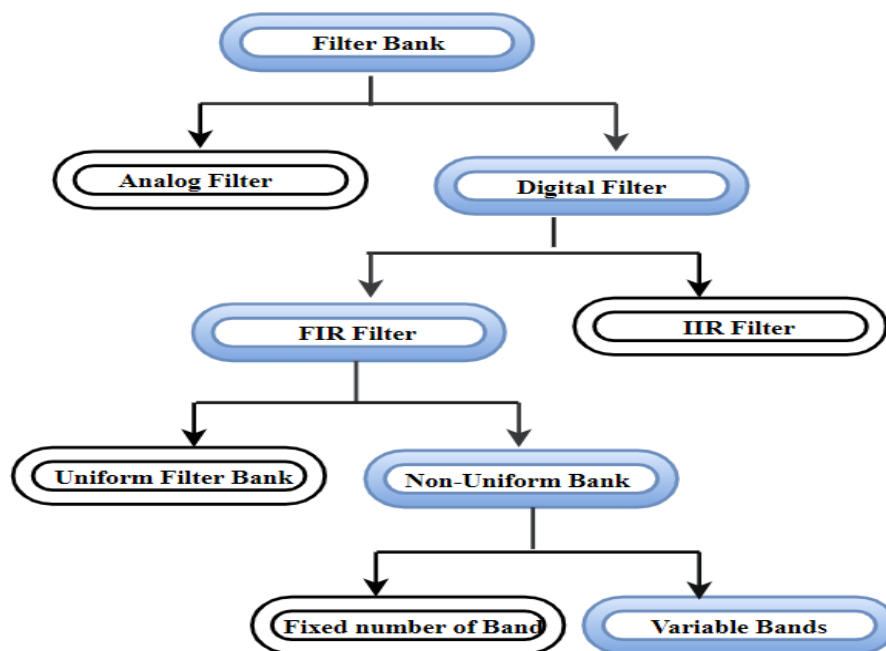 Filter Bank
Analog Filter
Digital Filter
FIR Filter
IIR Filter
Uniform Filter Bank
Non-Uniform Bank
Fixed number of Band
Variable Bands